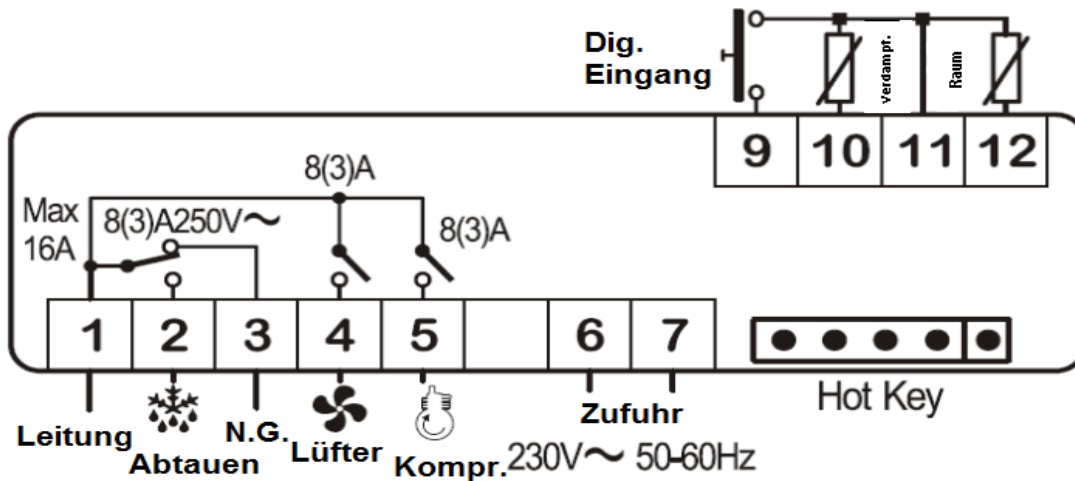 Dig.
Eingang
verdampft.
Raum
9 10 11 12
8(3)A
Max
16A
8(3)A250V~
8(3)A
1 2 3 4 5 6 7
Hot Key
Leitung
Abtauen
N.G.
Lüfter
Kompr.
Zufuhr
230V~ 50-60Hz